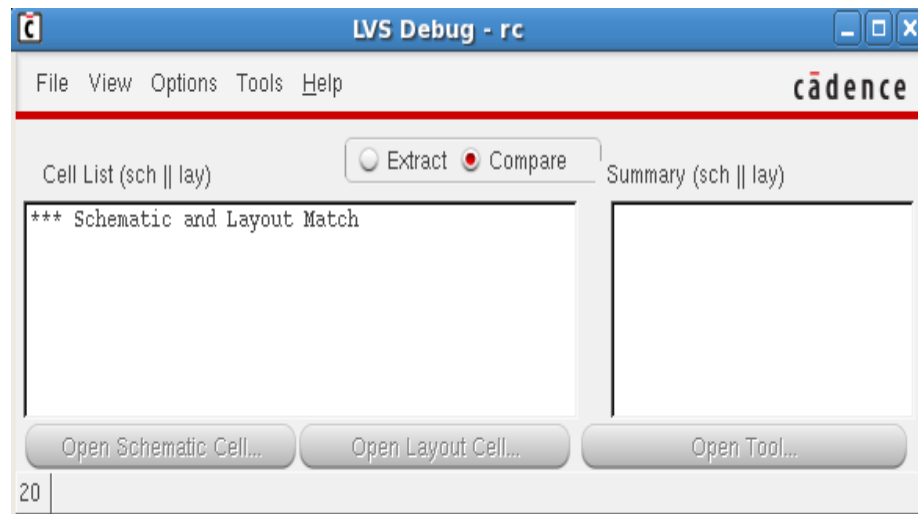 LVS Debug - rc
File View Options Tools Help
cādence
Extract Compare
Cell List (sch || lay)
Summary (sch || lay)
*** Schematic and Layout Match
Open Schematic Cell... Open Layout Cell... Open Tool...
20